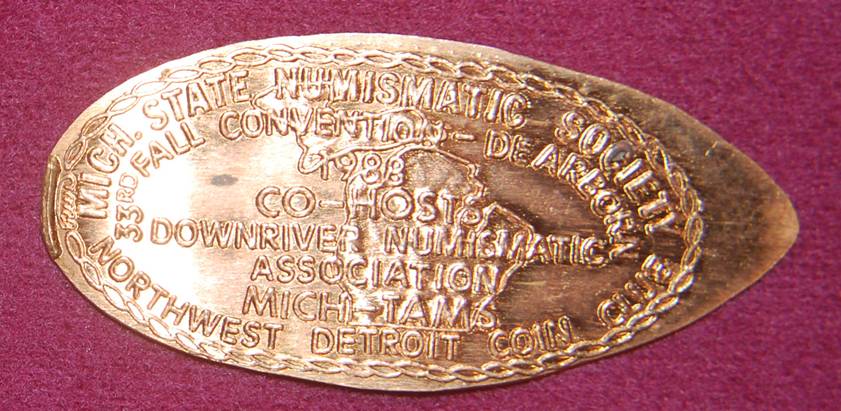 MICH. STATE NUMISMATIC SOCIETY
33RD FALL CONVENTION - DEARBORN
1988
CO-HOSTS
DOWNRIVER NUMISMATIC
ASSOCIATION
MICHI-TAMS
NORTHWEST DETROIT COIN CLUB